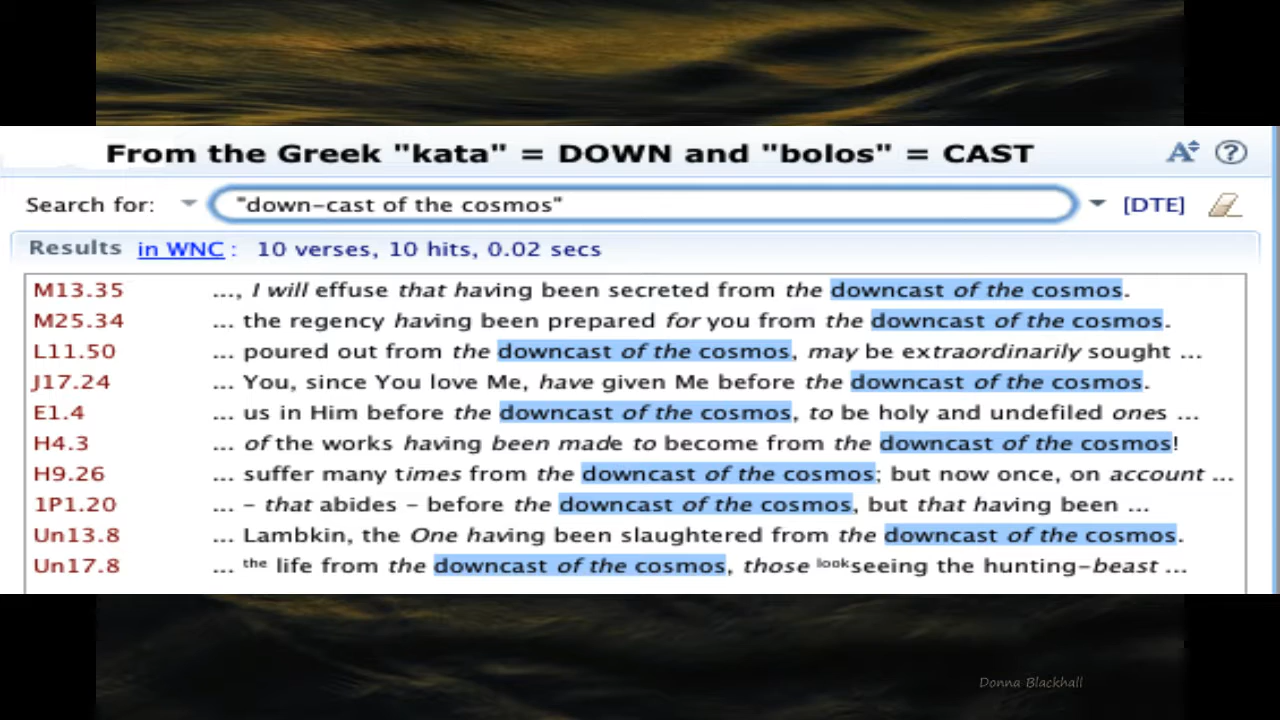 From the Greek "kata" = DOWN and "bolos" = CAST
Search for: "down-cast of the cosmos" [DTE]
Results in WNC : 10 verses, 10 hits, 0.02 secs
M13.35 ..., I will effuse that having been secreted from the downcast of the cosmos.
M25.34 ... the regency having been prepared for you from the downcast of the cosmos.
L11.50 ... poured out from the downcast of the cosmos, may be extraordinarily sought ...
J17.24 ... You, since You love Me, have given Me before the downcast of the cosmos.
E1.4 ... us in Him before the downcast of the cosmos, to be holy and undefiled ones ...
H4.3 ... of the works having been made to become from the downcast of the cosmos!
H9.26 ... suffer many times from the downcast of the cosmos; but now once, on account ...
1P1.20 ... – that abides – before the downcast of the cosmos, but that having been ...
Un13.8 ... Lambkin, the One having been slaughtered from the downcast of the cosmos.
Un17.8 ... the life from the downcast of the cosmos, those lookseeing the hunting-beast ...
Donna Blackhall